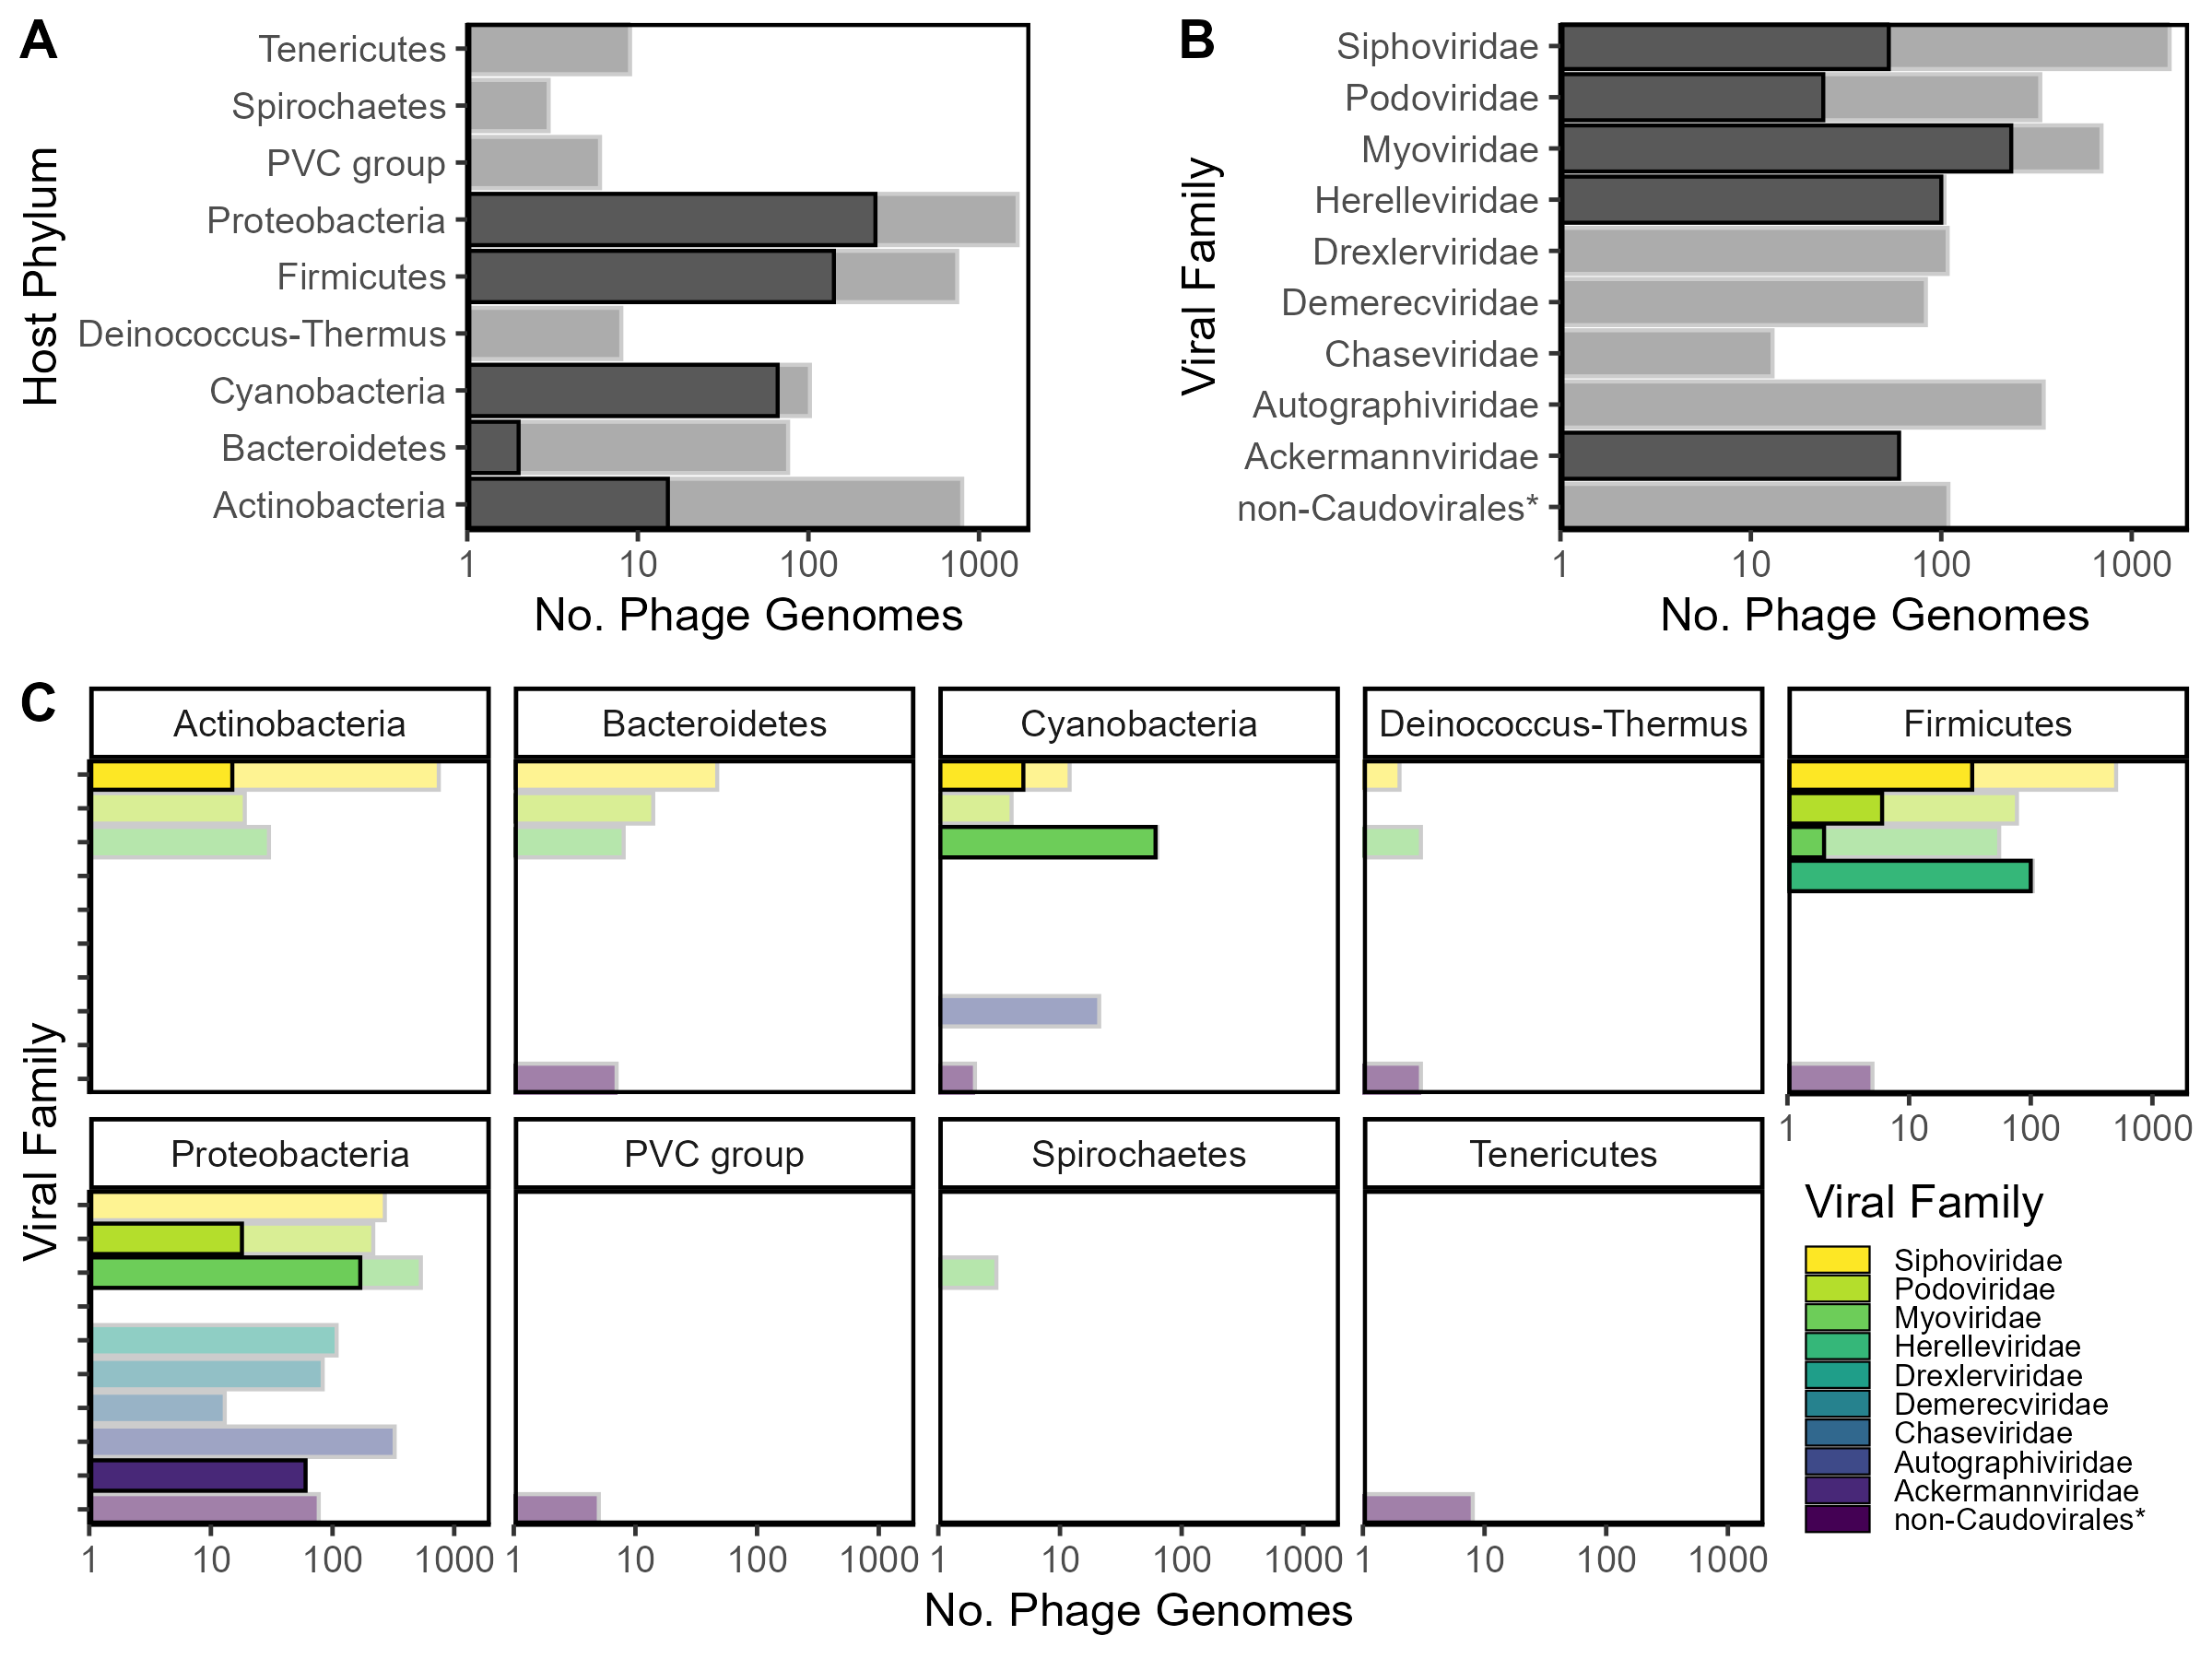 A
Host Phylum
Tenericutes
Spirochaetes
PVC group
Proteobacteria
Firmicutes
Deinococcus-Thermus
Cyanobacteria
Bacteroidetes
Actinobacteria
1 10 100 1000
No. Phage Genomes
B
Viral Family
Siphoviridae
Podoviridae
Myoviridae
Herelleviridae
Drexlerviridae
Demerecviridae
Chaseviridae
Autographiviridae
Ackermannviridae
non-Caudovirales*
1 10 100 1000
No. Phage Genomes
C
Viral Family
Actinobacteria
Bacteroidetes
Cyanobacteria
Deinococcus-Thermus
Firmicutes
1 10 100 1000
Proteobacteria
PVC group
Spirochaetes
Tenericutes
1 10 100 1000
1 10 100 1000
1 10 100 1000
1 10 100 1000
No. Phage Genomes
Viral Family
Siphoviridae
Podoviridae
Myoviridae
Herelleviridae
Drexlerviridae
Demerecviridae
Chaseviridae
Autographiviridae
Ackermannviridae
non-Caudovirales*